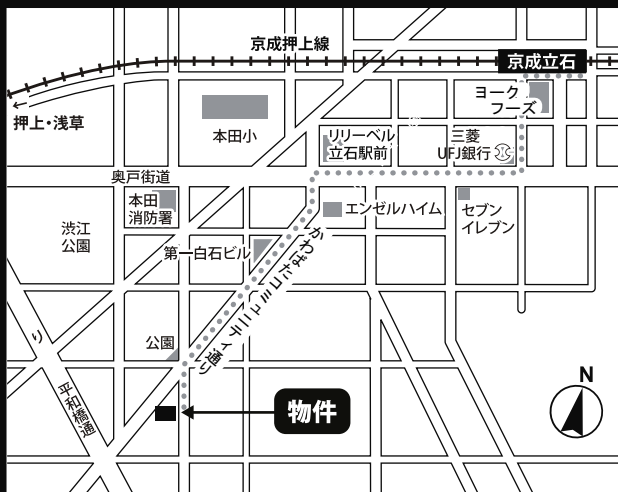 京成押上線
京成立石
←
押上・浅草
ヨーク
フーズ
本田小
リリーベル
立石駅前
三菱
UFJ銀行
奥戸街道
本田
消防署
エンゼルハイム
セブン
イレブン
渋江
公園
第一白石ビル
かわばたコミュニティ通り
公園
り
平和橋通
物件
N